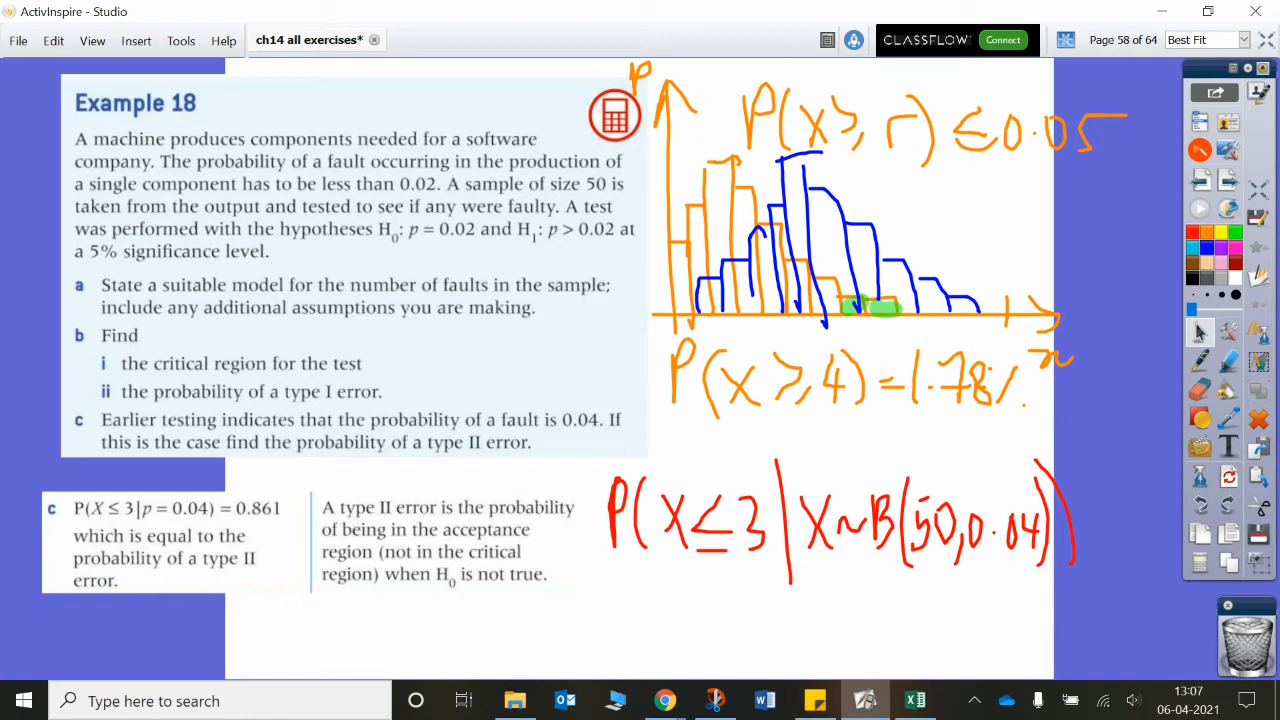 ActivInspire - Studio
File Edit View Insert Tools Help
ch14 all exercises*
CLASSFLOW Connect
Page 58 of 64 Best Fit
Example 18
A machine produces components needed for a software
company. The probability of a fault occurring in the production of
a single component has to be less than 0.02. A sample of size 50 is
taken from the output and tested to see if any were faulty. A test
was performed with the hypotheses H₀: p = 0.02 and H₁: p > 0.02 at
a 5% significance level.
a State a suitable model for the number of faults in the sample;
include any additional assumptions you are making.
b Find
i the critical region for the test
ii the probability of a type I error.
c Earlier testing indicates that the probability of a fault is 0.04. If
this is the case find the probability of a type II error.
P
P(X ≥ r) ≤ 0.05
x
P(X ≥ 4) = 1.78%.
c P(X ≤ 3|p = 0.04) = 0.861
which is equal to the
probability of a type II
error.
A type II error is the probability
of being in the acceptance
region (not in the critical
region) when H₀ is not true.
P(X ≤ 3 | X ~ B(50, 0.04))
Type here to search
13:07
06-04-2021